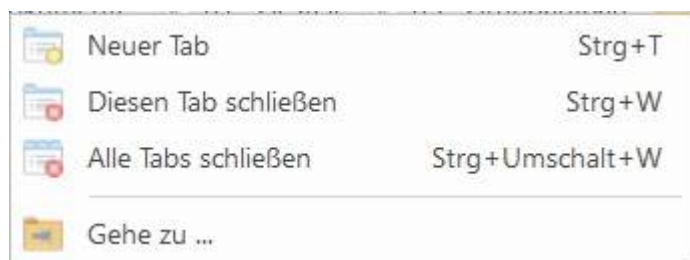 Neuer Tab Strg+T
Diesen Tab schließen Strg+W
Alle Tabs schließen Strg+Umschalt+W
Gehe zu ...